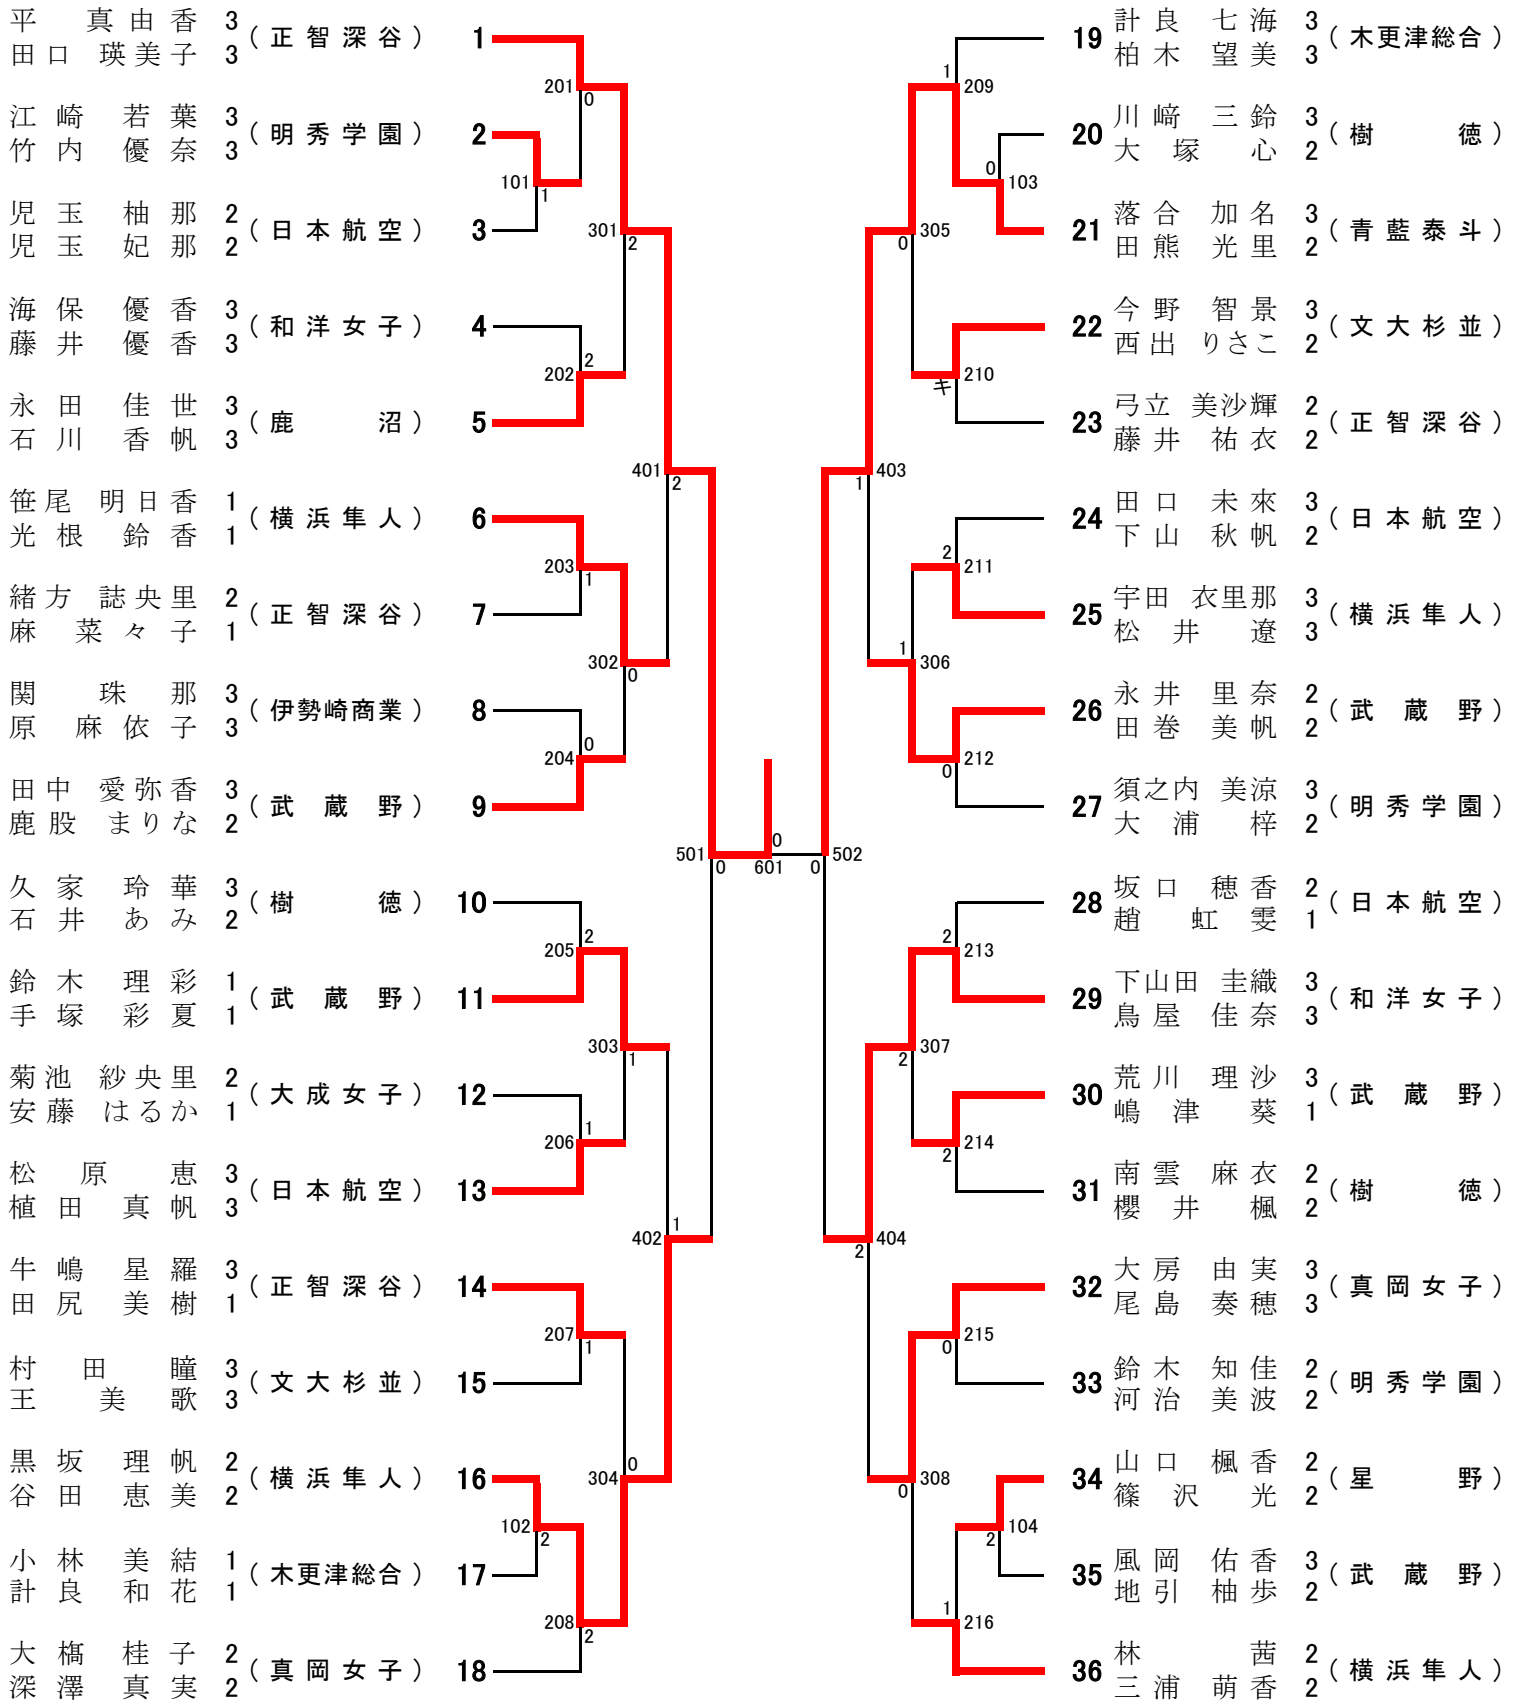 平 真由香 3
田口 瑛美子 3
(正智深谷) 1
江崎 若葉 3
竹内 優奈 3
(明秀学園) 2
児玉 柚那 2
児玉 妃那 2
(日本航空) 3
海保 優香 3
藤井 優香 3
(和洋女子) 4
永田 佳世 3
石川 香帆 3
(鹿沼) 5
笹尾 明日香 1
光根 鈴香 1
(横浜隼人) 6
緒方 誌央里 2
麻 菜々子 1
(正智深谷) 7
関 珠那 3
原 麻依子 3
(伊勢崎商業) 8
田中 愛弥香 3
鹿股 まりな 2
(武蔵野) 9
久家 玲華 3
石井 あみ 2
(樹徳) 10
鈴木 理彩 1
手塚 彩夏 1
(武蔵野) 11
菊池 紗央里 2
安藤 はるか 1
(大成女子) 12
松原 恵 3
植田 真帆 3
(日本航空) 13
牛嶋 星羅 3
田尻 美樹 1
(正智深谷) 14
村田 瞳 3
王 美歌 3
(文大杉並) 15
黒坂 理帆 2
谷田 恵美 2
(横浜隼人) 16
小林 美結 1
計良 和花 1
(木更津総合) 17
大橋 桂子 2
深澤 真実 2
(真岡女子) 18
201 0
101 1
301 2
202 2
401 2
203 1
302 0
204 0
501 0
205 2
303 1
206 1
402 1
207 1
304 0
102 2
208 2
0
601
19 計良 七海 3
柏木 望美 3
(木更津総合)
20 川﨑 三鈴 3
大塚 心 2
(樹徳)
21 落合 加名 3
田熊 光里 2
(青藍泰斗)
22 今野 智景 3
西出 りさこ 2
(文大杉並)
23 弓立 美沙輝 2
藤井 祐衣 2
(正智深谷)
24 田口 未來 3
下山 秋帆 2
(日本航空)
25 宇田 衣里那 3
松井 遼 3
(横浜隼人)
26 永井 里奈 2
田巻 美帆 2
(武蔵野)
27 須之内 美涼 3
大浦 梓 2
(明秀学園)
28 坂口 穂香 2
趙 虹雯 1
(日本航空)
29 下山田 圭織 3
鳥屋 佳奈 3
(和洋女子)
30 荒川 理沙 3
嶋津 葵 1
(武蔵野)
31 南雲 麻衣 2
櫻井 楓 2
(樹徳)
32 大房 由実 3
尾島 奏穂 3
(真岡女子)
33 鈴木 知佳 2
河治 美波 2
(明秀学園)
34 山口 楓香 2
篠沢 光 2
(星野)
35 風岡 佑香 3
地引 柚歩 2
(武蔵野)
36 林 茜 2
三浦 萌香 2
(横浜隼人)
1 209
0 103
0 305
キ 210
1 403
2 211
1 306
0 212
0 502
2 213
2 307
2 214
2 404
0 215
0 308
2 104
1 216